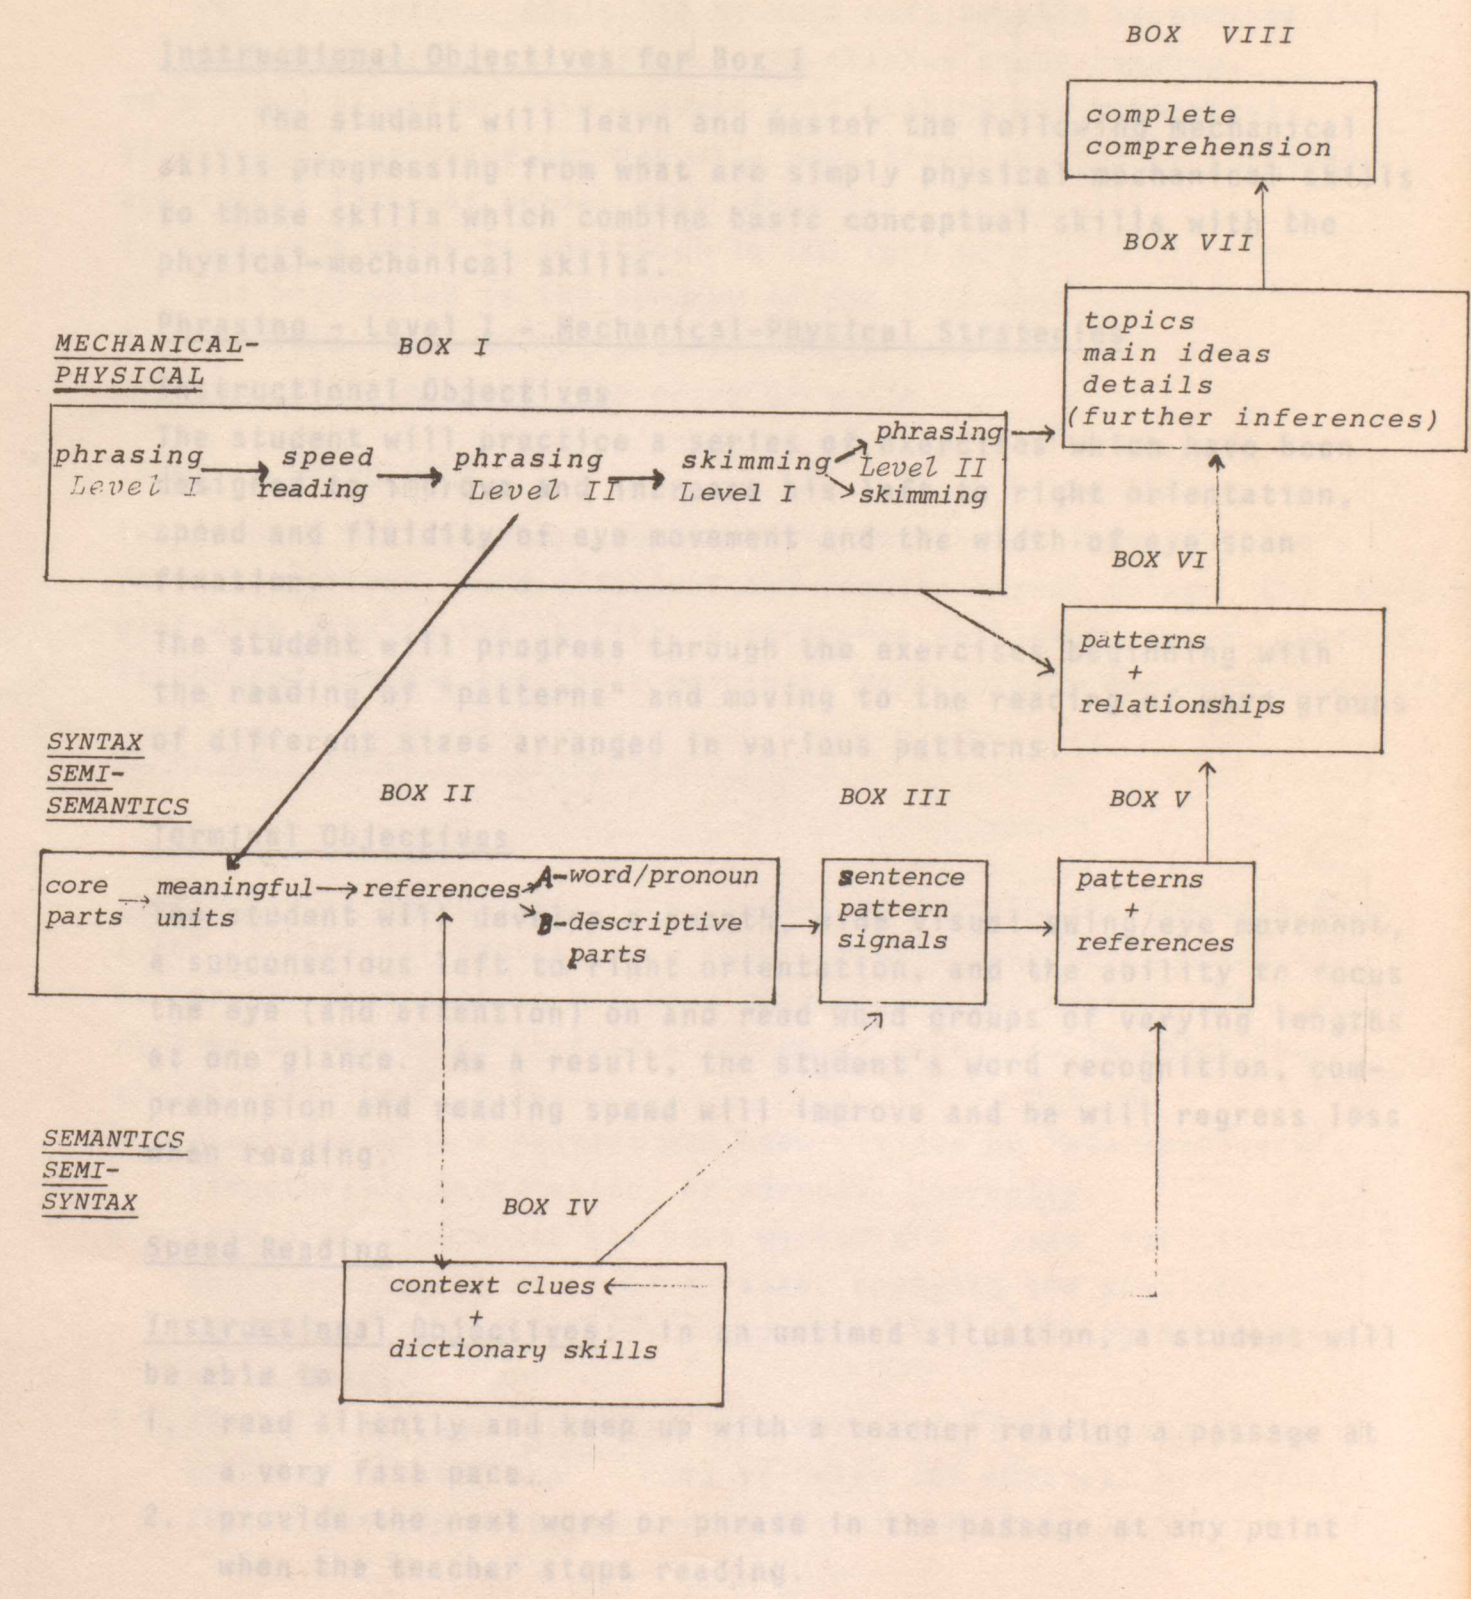 BOX VIII
complete
comprehension
BOX VII
topics
main ideas
details
(further inferences)
MECHANICAL-
PHYSICAL
BOX I
phrasing
Level I
speed
reading
phrasing
Level II
skimming
Level I
phrasing
Level II
skimming
BOX VI
patterns
+
relationships
SYNTAX
SEMI-
SEMANTICS
BOX II
BOX III
BOX V
core
parts
meaningful
units
references
A-word/pronoun
B-descriptive
parts
sentence
pattern
signals
patterns
+
references
SEMANTICS
SEMI-
SYNTAX
BOX IV
context clues
+
dictionary skills
Instructional Objectives for Box I
The student will learn and master the following mechanical
skills progressing from what are simply physical mechanical skills
to those skills which combine basic conceptual skills with the
physical-mechanical skills.
Phrasing - Level I - Mechanical-Physical
Instructional Objectives
The student will practice a series of
speed and fluidity of eye movement and the width of eye span
The student will progress through the exercises beginning with
the reading of "patterns" and moving to the reading of word groups
of different sizes arranged in various patterns.
Terminal Objectives
a subconscious left to right orientation, and the ability to focus
the eye (and attention) on and read word groups of varying lengths
at one glance. As a result, the student's word recognition, com-
prehension and reading speed will improve and he will regress less
when reading.
Speed Reading
Instructional Objectives: In an untimed situation, a student will
be able to
1. read silently and keep up with a teacher reading a passage at
a very fast pace.
2. provide the next word or phrase in the passage at any point
when the teacher stops reading.